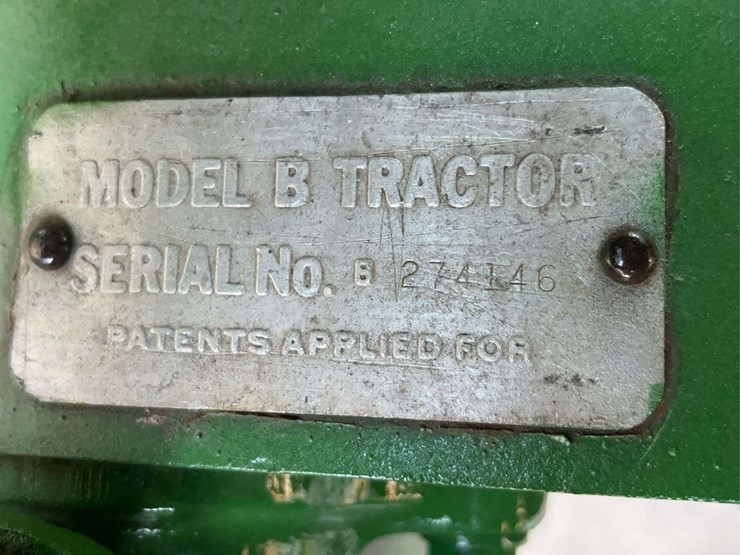 MODEL B TRACTOR
SERIAL No. B 274146
PATENTS APPLIED FOR